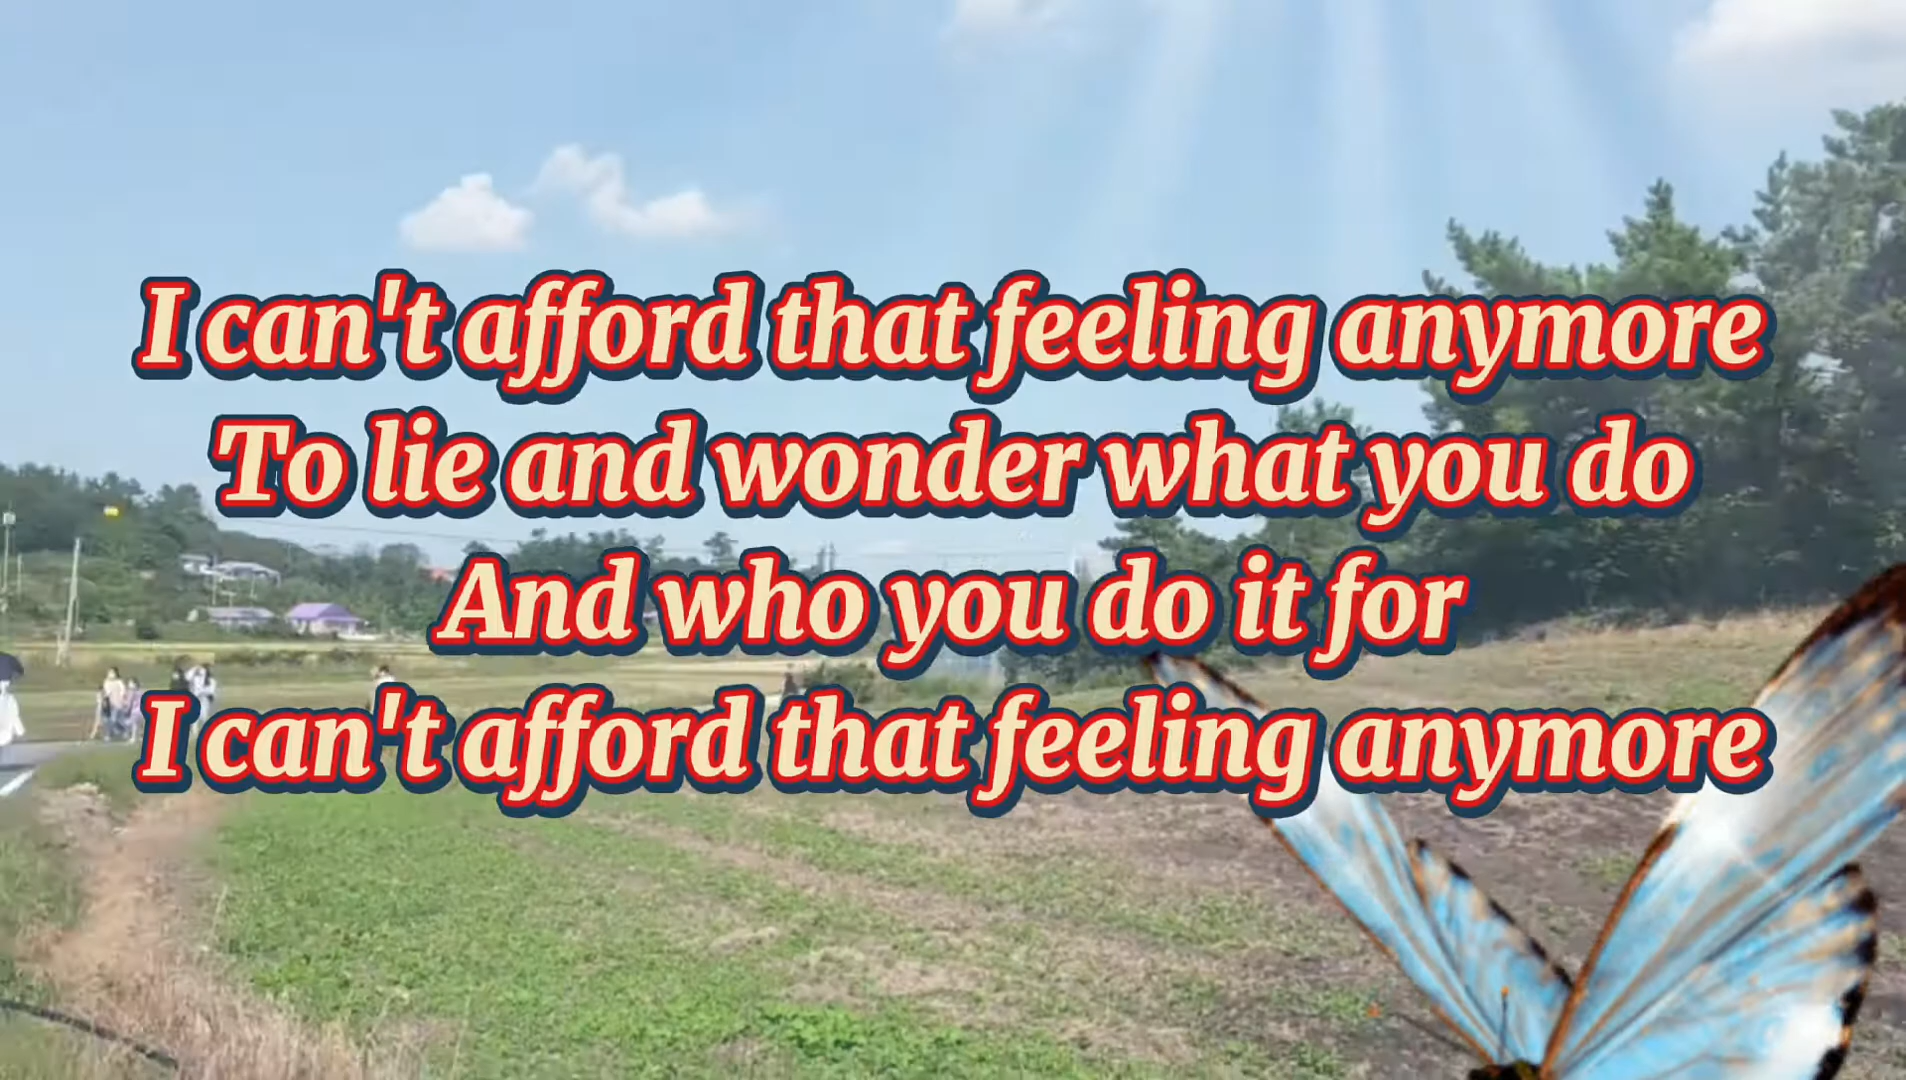 I can't afford that feeling anymore
To lie and wonder what you do
And who you do it for
I can't afford that feeling anymore